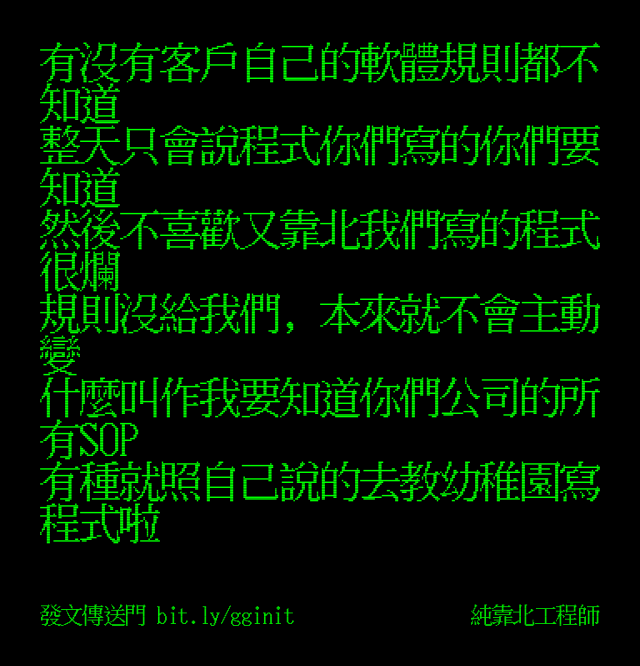 有沒有客戶自己的軟體規則都不
知道
整天只會說程式你們寫的你們要
知道
然後不喜歡又靠北我們寫的程式
很爛
規則沒給我們，本來就不會主動
變
什麼叫作我要知道你們公司的所
有SOP
有種就照自己說的去教幼稚園寫
程式啦
發文傳送門 bit.ly/gginit
純靠北工程師